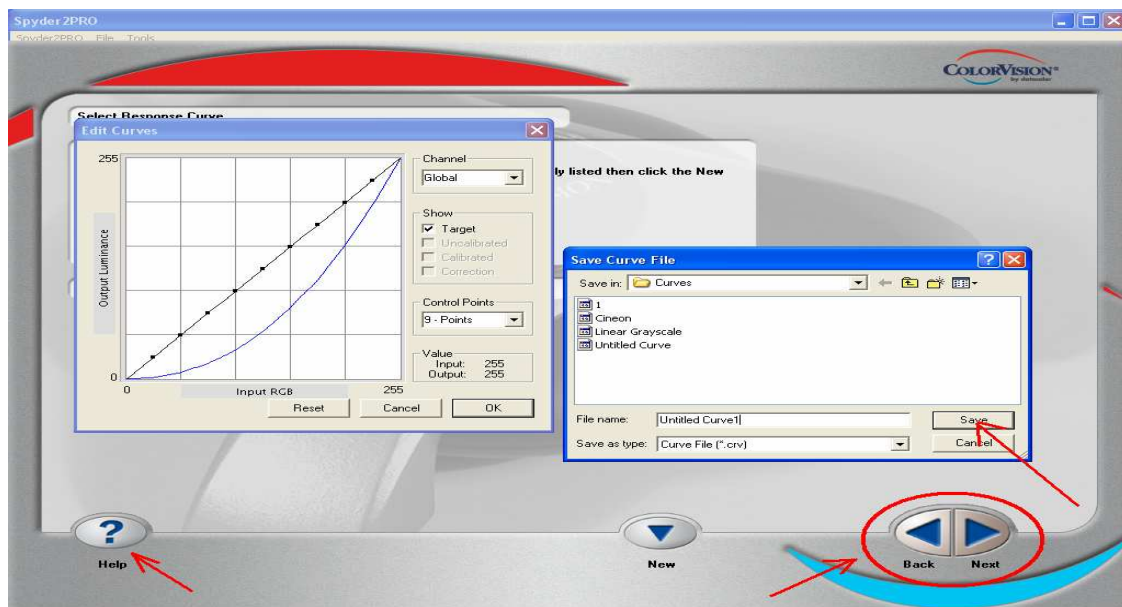 Spyder2PRO
Spyder2PRO File Tools
COLORVISION®
by datacolor
Select Response Curve
Edit Curves
ly listed then click the New
255
Output Luminance
0
0
Input RGB
255
Channel
Global
Show
Target
Uncalibrated
Calibrated
Correction
Control Points
9 - Points
Value
Input: 255
Output: 255
Reset
Cancel
OK
Save Curve File
Save in: Curves
1
Cineon
Linear Grayscale
Untitled Curve
File name: Untitled Curve1
Save
Save as type: Curve File (*.crv)
Cancel
?
Help
New
Back
Next